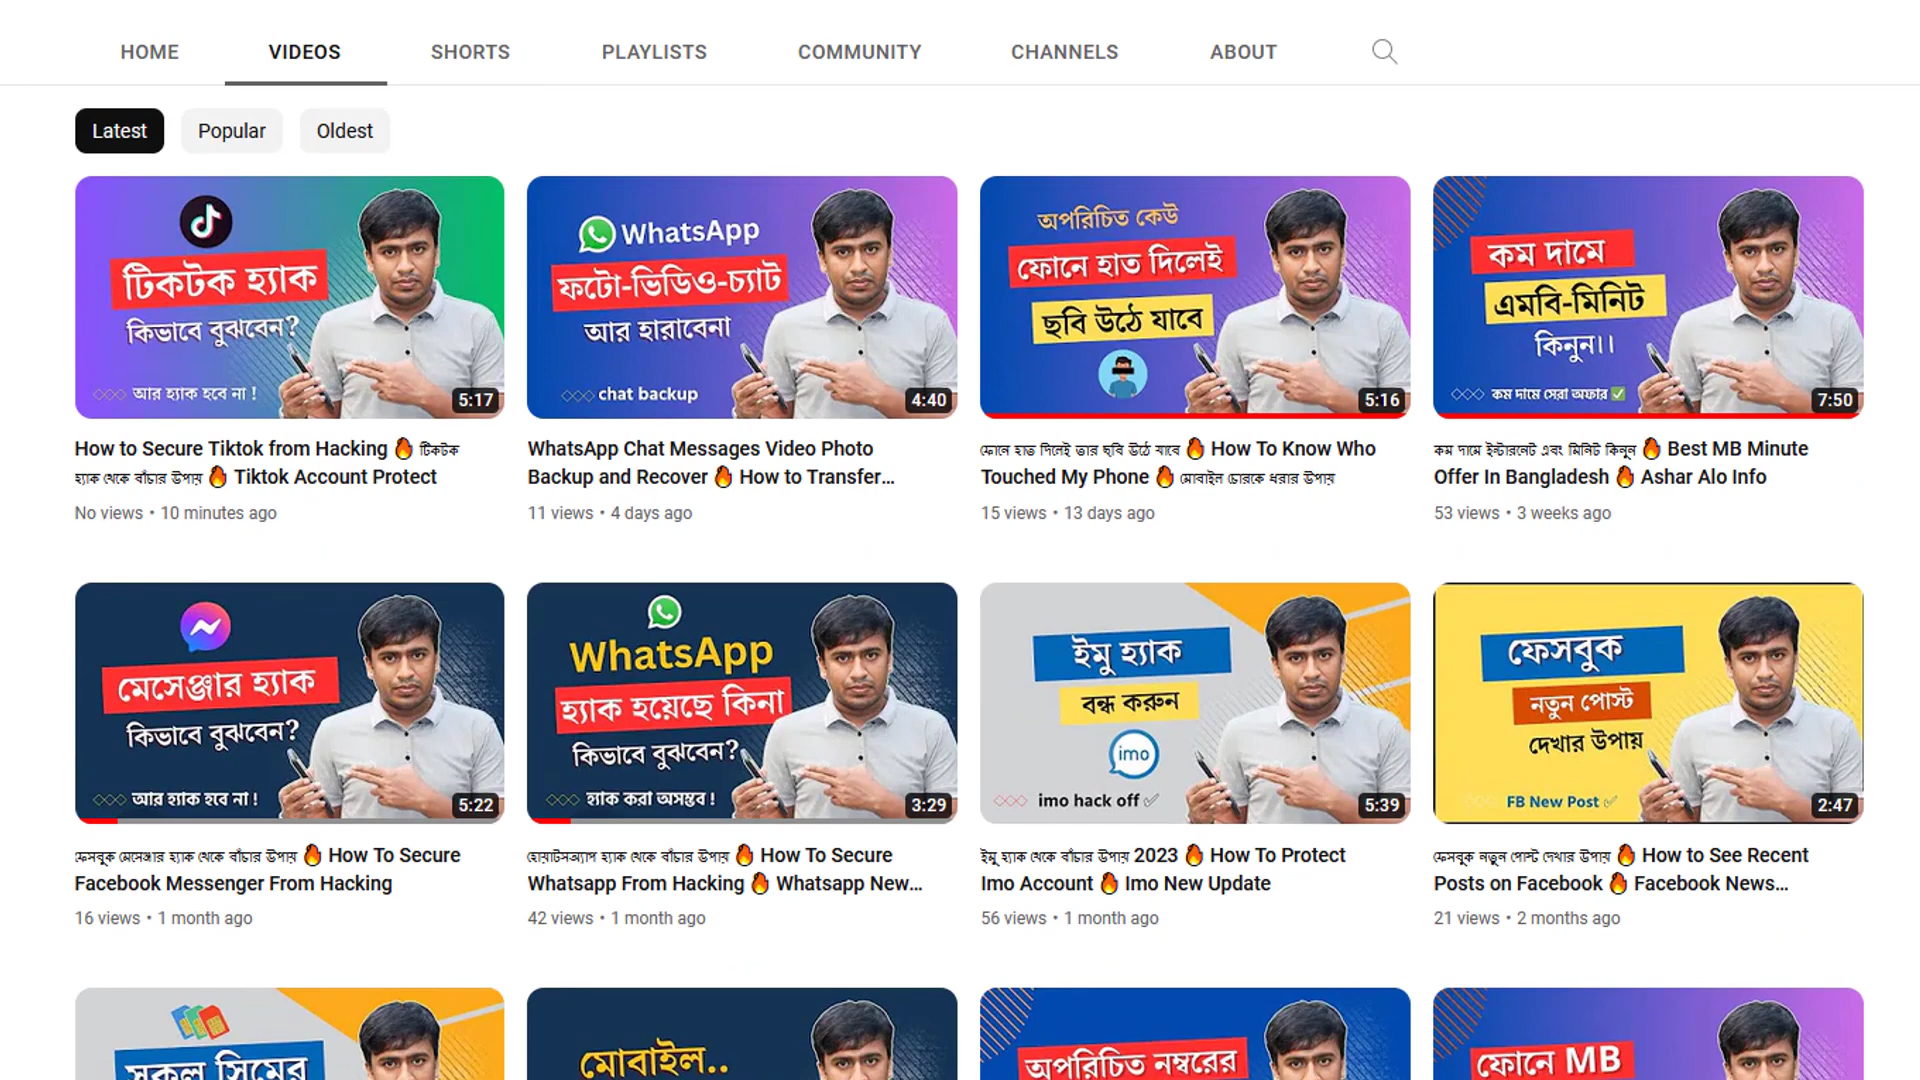 HOME VIDEOS SHORTS PLAYLISTS COMMUNITY CHANNELS ABOUT
Latest Popular Oldest
টিকটক হ্যাক
কিভাবে বুঝবেন?
আর হ্যাক হবে না !
5:17
WhatsApp
ফটো-ভিডিও-চ্যাট
আর হারাবেনা
chat backup
4:40
অপরিচিত কেউ
ফোনে হাত দিলেই
ছবি উঠে যাবে
5:16
কম দামে
এমবি-মিনিট
কিনুন।।
কম দামে সেরা অফার ✅
7:50
How to Secure Tiktok from Hacking 🔥 টিকটক
হ্যাক থেকে বাঁচার উপায় 🔥 Tiktok Account Protect
No views • 10 minutes ago
WhatsApp Chat Messages Video Photo
Backup and Recover 🔥 How to Transfer...
11 views • 4 days ago
ফোনে হাত দিলেই তার ছবি উঠে যাবে 🔥 How To Know Who
Touched My Phone 🔥 মোবাইল চোরকে ধরার উপায়
15 views • 13 days ago
কম দামে ইন্টারনেট এবং মিনিট কিনুন 🔥 Best MB Minute
Offer In Bangladesh 🔥 Ashar Alo Info
53 views • 3 weeks ago
মেসেঞ্জার হ্যাক
কিভাবে বুঝবেন?
আর হ্যাক হবে না !
5:22
WhatsApp
হ্যাক হয়েছে কিনা
কিভাবে বুঝবেন?
হ্যাক করা অসম্ভব !
3:29
ইমু হ্যাক
বন্ধ করুন
imo
imo hack off ✅
5:39
ফেসবুক
নতুন পোস্ট
দেখার উপায়
FB New Post ✅
2:47
ফেসবুক মেসেঞ্জার হ্যাক থেকে বাঁচার উপায় 🔥 How To Secure
Facebook Messenger From Hacking
16 views • 1 month ago
হোয়াটসঅ্যাপ হ্যাক থেকে বাঁচার উপায় 🔥 How To Secure
Whatsapp From Hacking 🔥 Whatsapp New...
42 views • 1 month ago
ইমু হ্যাক থেকে বাঁচার উপায় 2023 🔥 How To Protect
Imo Account 🔥 Imo New Update
56 views • 1 month ago
ফেসবুক নতুন পোস্ট দেখার উপায় 🔥 How to See Recent
Posts on Facebook 🔥 Facebook News...
21 views • 2 months ago
সকল সিমের
মোবাইল..
অপরিচিত নম্বরের
ফোনে MB